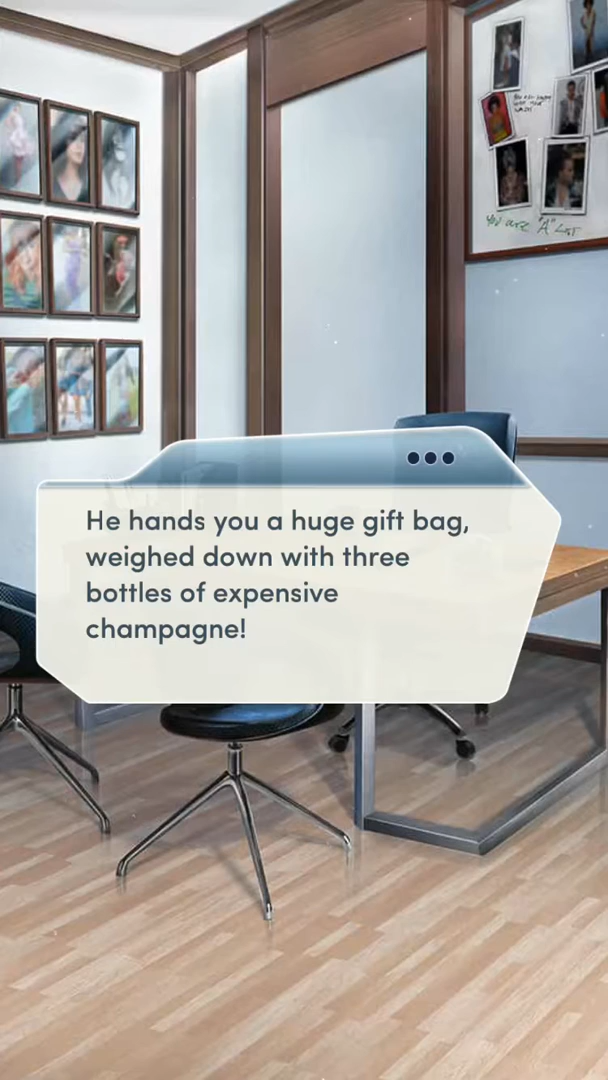 YOU ARE "A" LIST
He hands you a huge gift bag,
weighed down with three
bottles of expensive
champagne!